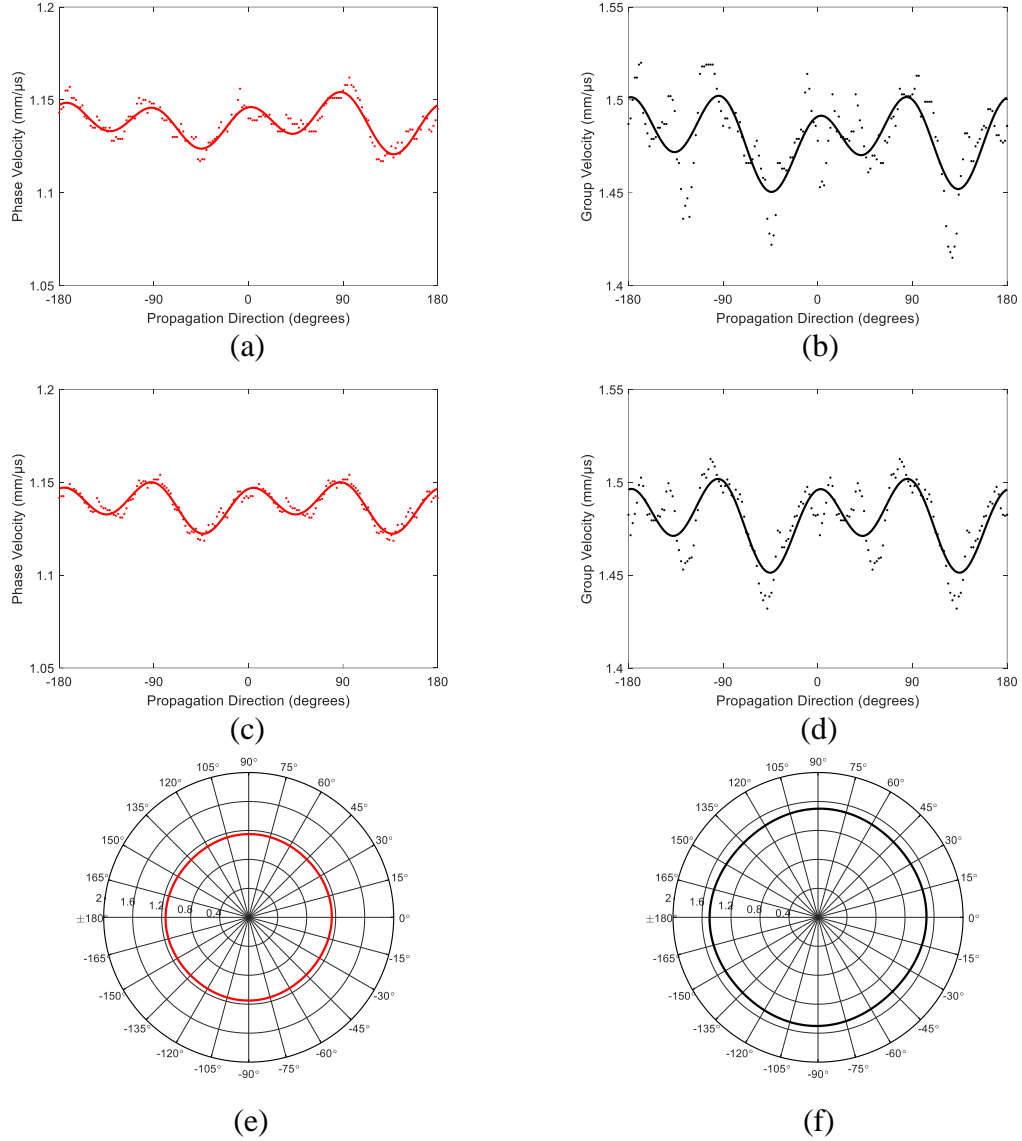 1.2
1.15
1.1
1.05
Phase Velocity (mm/μs)
-180 -90 0 90 180
Propagation Direction (degrees)
(a)
1.55
1.5
1.45
1.4
Group Velocity (mm/μs)
-180 -90 0 90 180
Propagation Direction (degrees)
(b)
1.2
1.15
1.1
1.05
Phase Velocity (mm/μs)
-180 -90 0 90 180
Propagation Direction (degrees)
(c)
1.55
1.5
1.45
1.4
Group Velocity (mm/μs)
-180 -90 0 90 180
Propagation Direction (degrees)
(d)
90°
105° 75°
120° 60°
135° 45°
150° 30°
165° 15°
2 1.6 1.2 0.8 0.4
±180° 0°
-165° -15°
-150° -30°
-135° -45°
-120° -60°
-105° -75°
-90°
(e)
90°
105° 75°
120° 60°
135° 45°
150° 30°
165° 15°
2 1.6 1.2 0.8 0.4
±180° 0°
-165° -15°
-150° -30°
-135° -45°
-120° -60°
-105° -75°
-90°
(f)